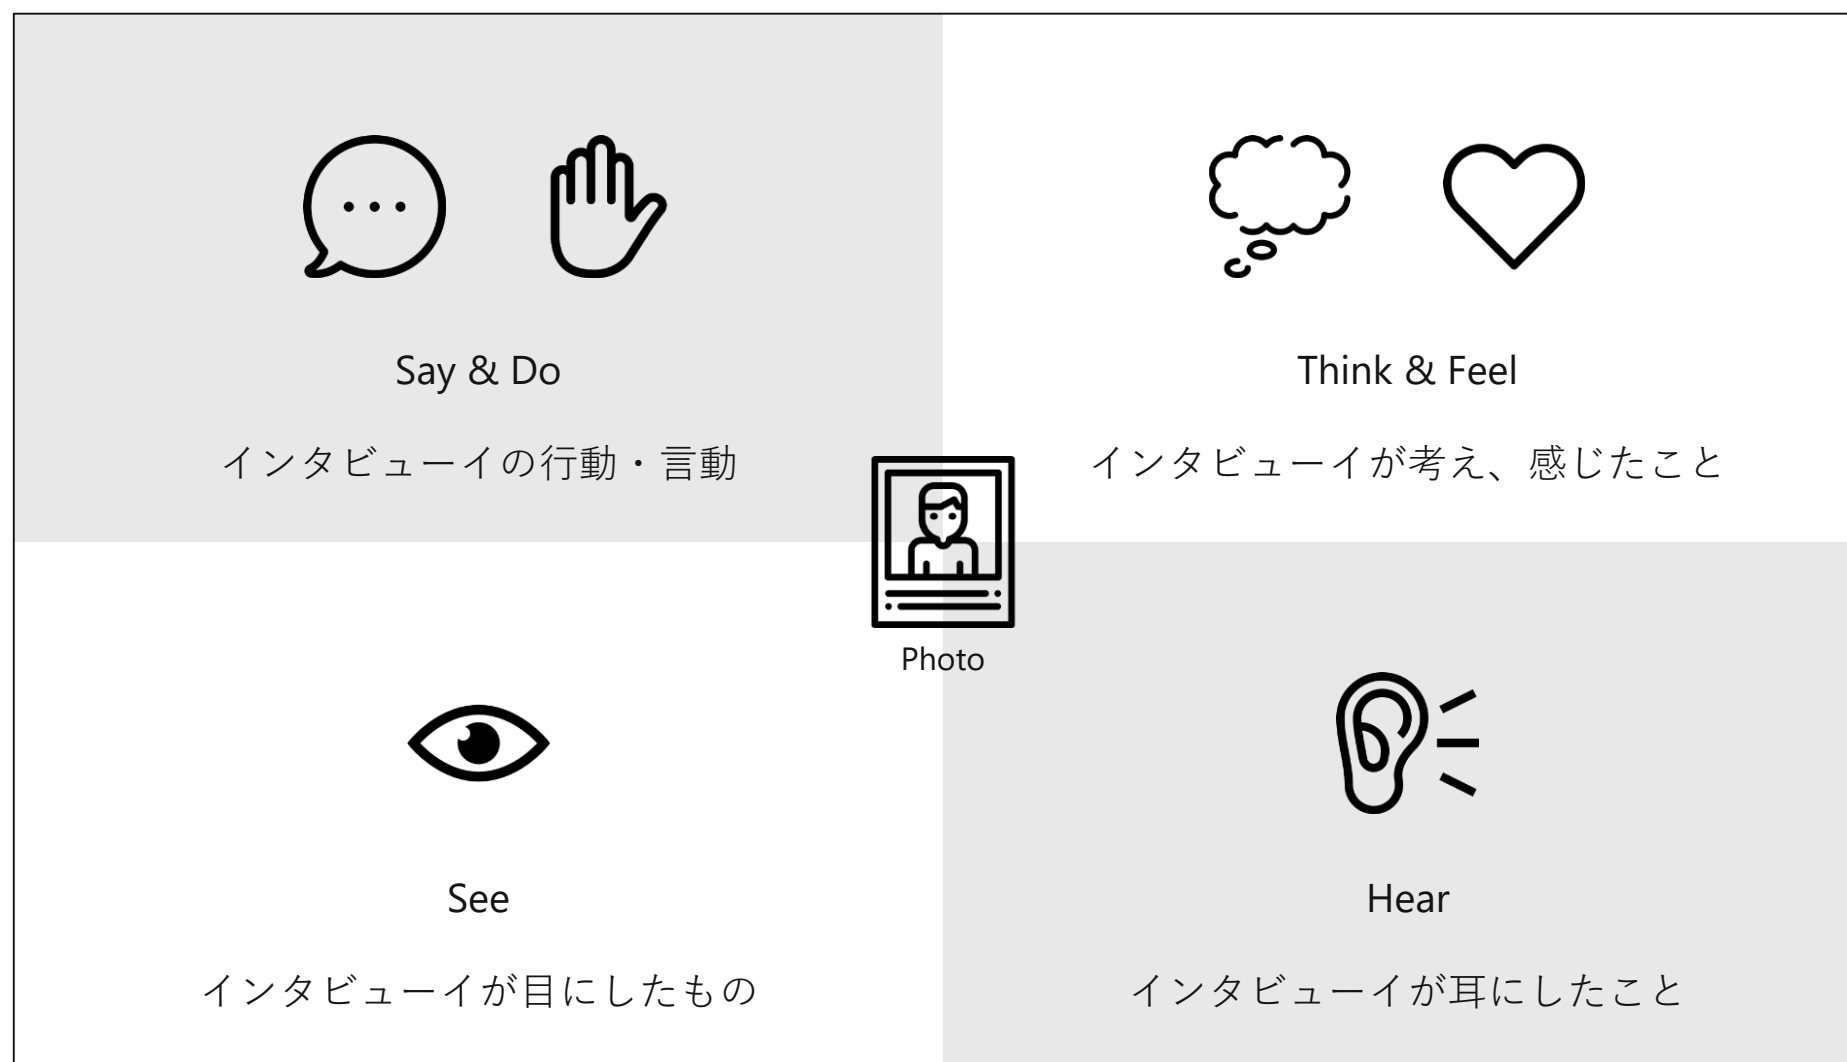 Say & Do
インタビューイの行動・言動
Think & Feel
インタビューイが考え、感じたこと
Photo
See
インタビューイが目にしたもの
Hear
インタビューイが耳にしたこと